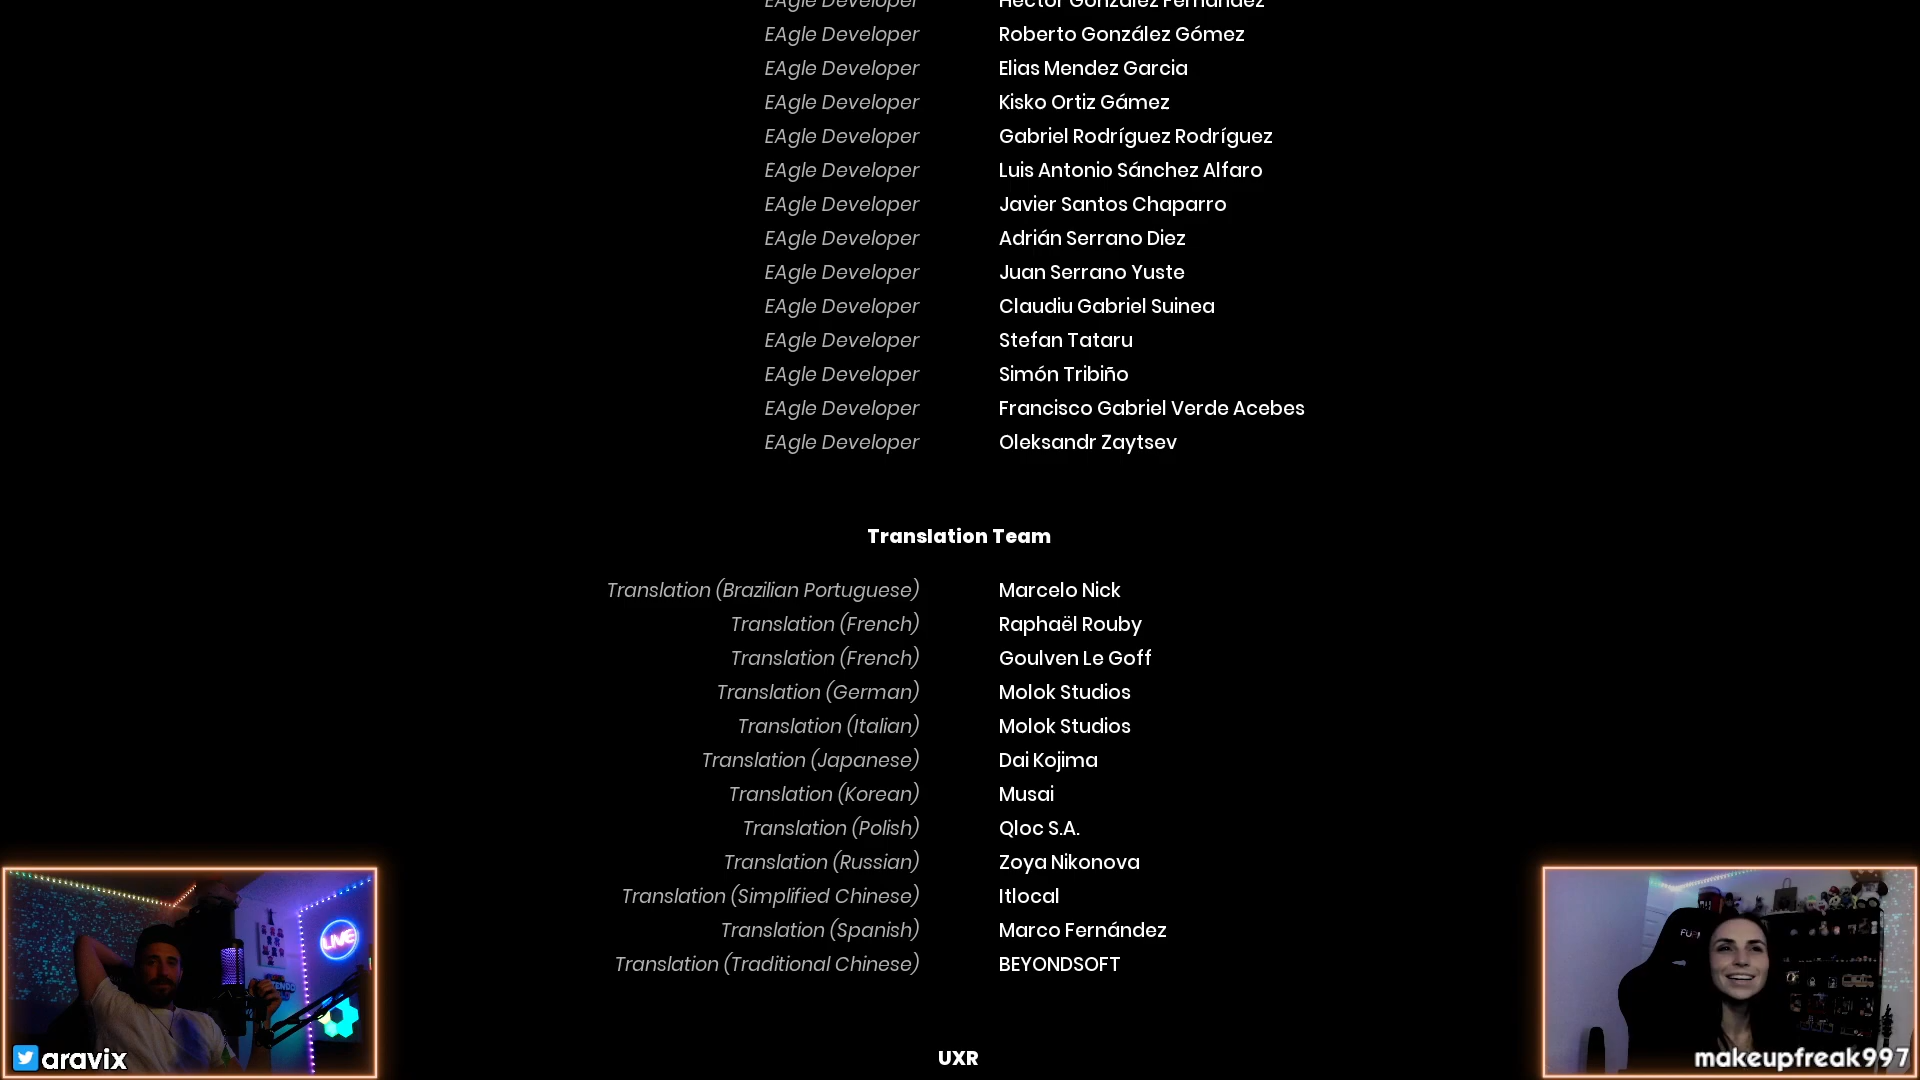 EAgle Developer Héctor González Fernández
EAgle Developer Roberto González Gómez
EAgle Developer Elias Mendez Garcia
EAgle Developer Kisko Ortiz Gámez
EAgle Developer Gabriel Rodríguez Rodríguez
EAgle Developer Luis Antonio Sánchez Alfaro
EAgle Developer Javier Santos Chaparro
EAgle Developer Adrián Serrano Diez
EAgle Developer Juan Serrano Yuste
EAgle Developer Claudiu Gabriel Suinea
EAgle Developer Stefan Tataru
EAgle Developer Simón Tribiño
EAgle Developer Francisco Gabriel Verde Acebes
EAgle Developer Oleksandr Zaytsev
Translation Team
Translation (Brazilian Portuguese) Marcelo Nick
Translation (French) Raphaël Rouby
Translation (French) Goulven Le Goff
Translation (German) Molok Studios
Translation (Italian) Molok Studios
Translation (Japanese) Dai Kojima
Translation (Korean) Musai
Translation (Polish) Qloc S.A.
Translation (Russian) Zoya Nikonova
Translation (Simplified Chinese) Itlocal
Translation (Spanish) Marco Fernández
Translation (Traditional Chinese) BEYONDSOFT
UXR
LIVE
aravix
makeupfreak997